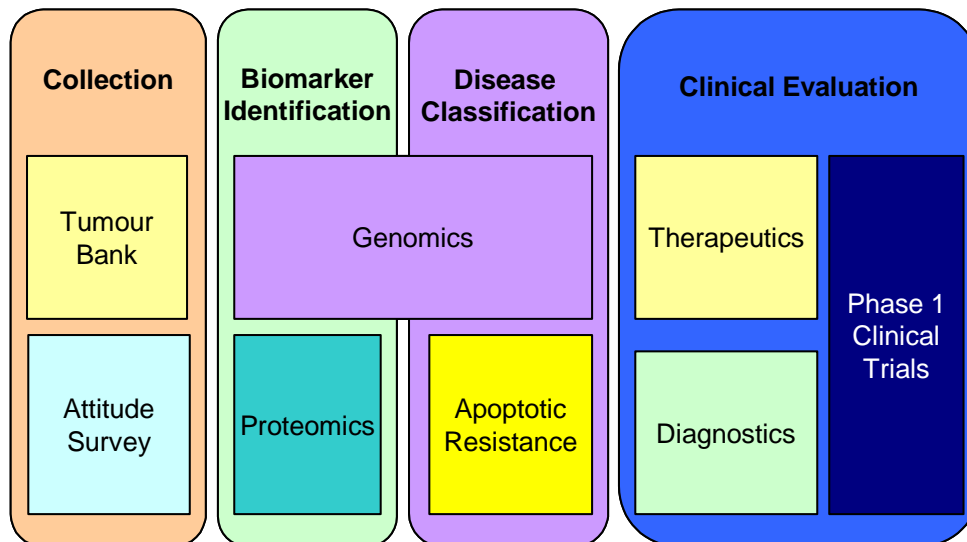 Collection
Biomarker
Identification
Disease
Classification
Clinical Evaluation
Tumour
Bank
Genomics
Therapeutics
Phase 1
Clinical
Trials
Attitude
Survey
Proteomics
Apoptotic
Resistance
Diagnostics